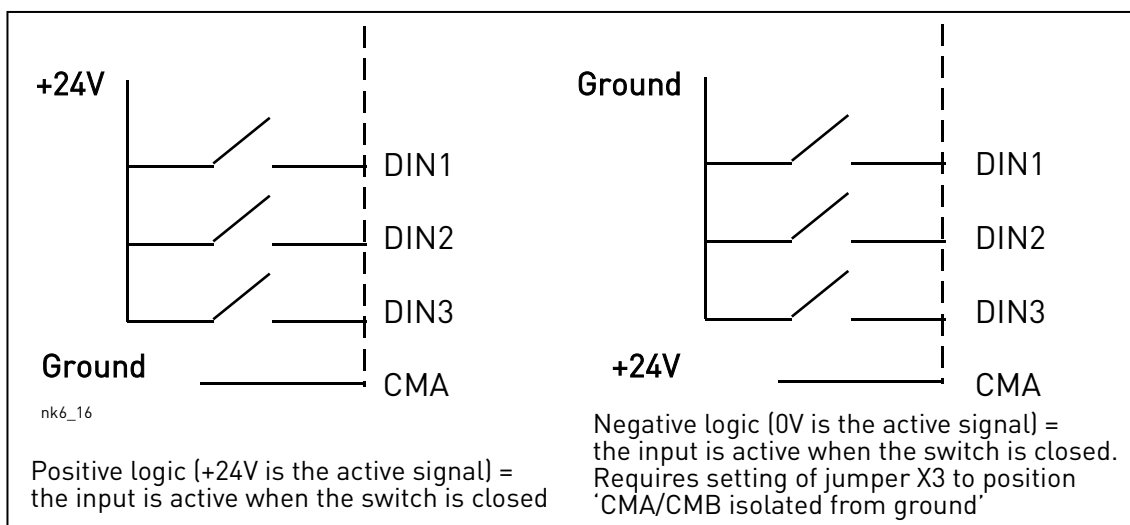 +24V
DIN1
DIN2
DIN3
Ground
CMA
nk6_16
Positive logic (+24V is the active signal) =
the input is active when the switch is closed
Ground
DIN1
DIN2
DIN3
+24V
CMA
Negative logic (0V is the active signal) =
the input is active when the switch is closed.
Requires setting of jumper X3 to position
‘CMA/CMB isolated from ground’